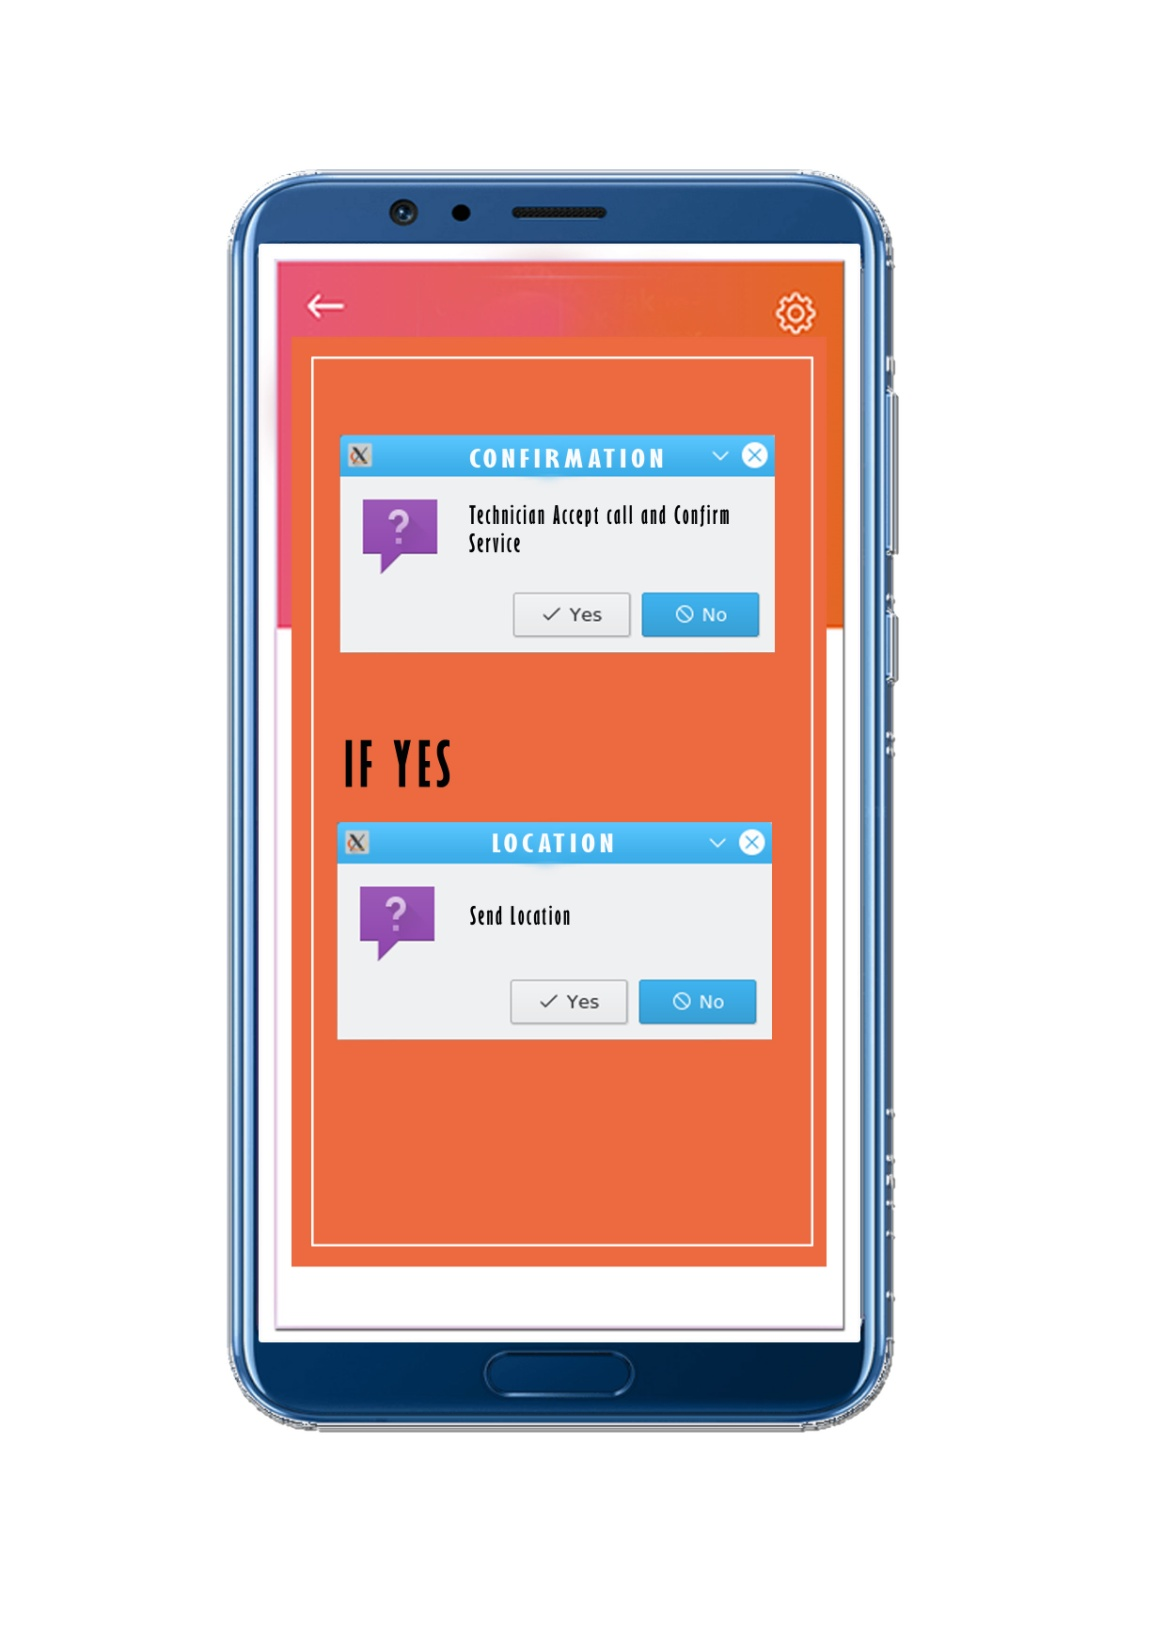 CONFIRMATION
Technician Accept call and Confirm
Service
Yes
No
IF YES
LOCATION
Send Location
Yes
No